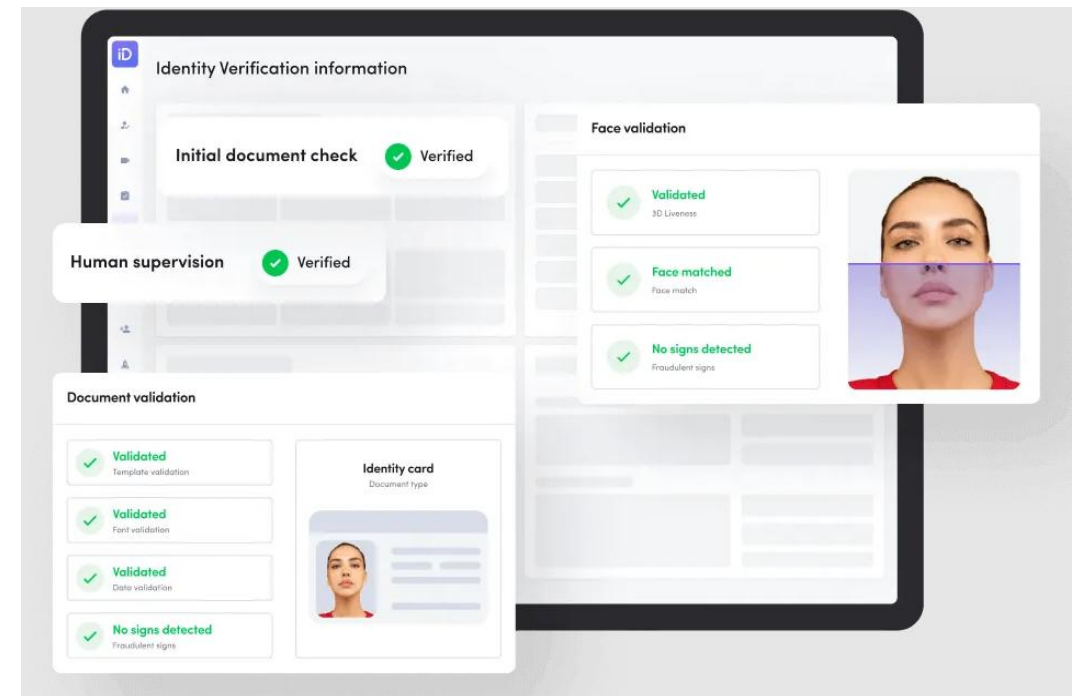 iD
Identity Verification information
Initial document check
Verified
Human supervision
Verified
Face validation
Validated
3D Liveness
Face matched
Face match
No signs detected
Fraudulent signs
Document validation
Validated
Template validation
Validated
Font validation
Validated
Data validation
No signs detected
Fraudulent signs
Identity card
Document type